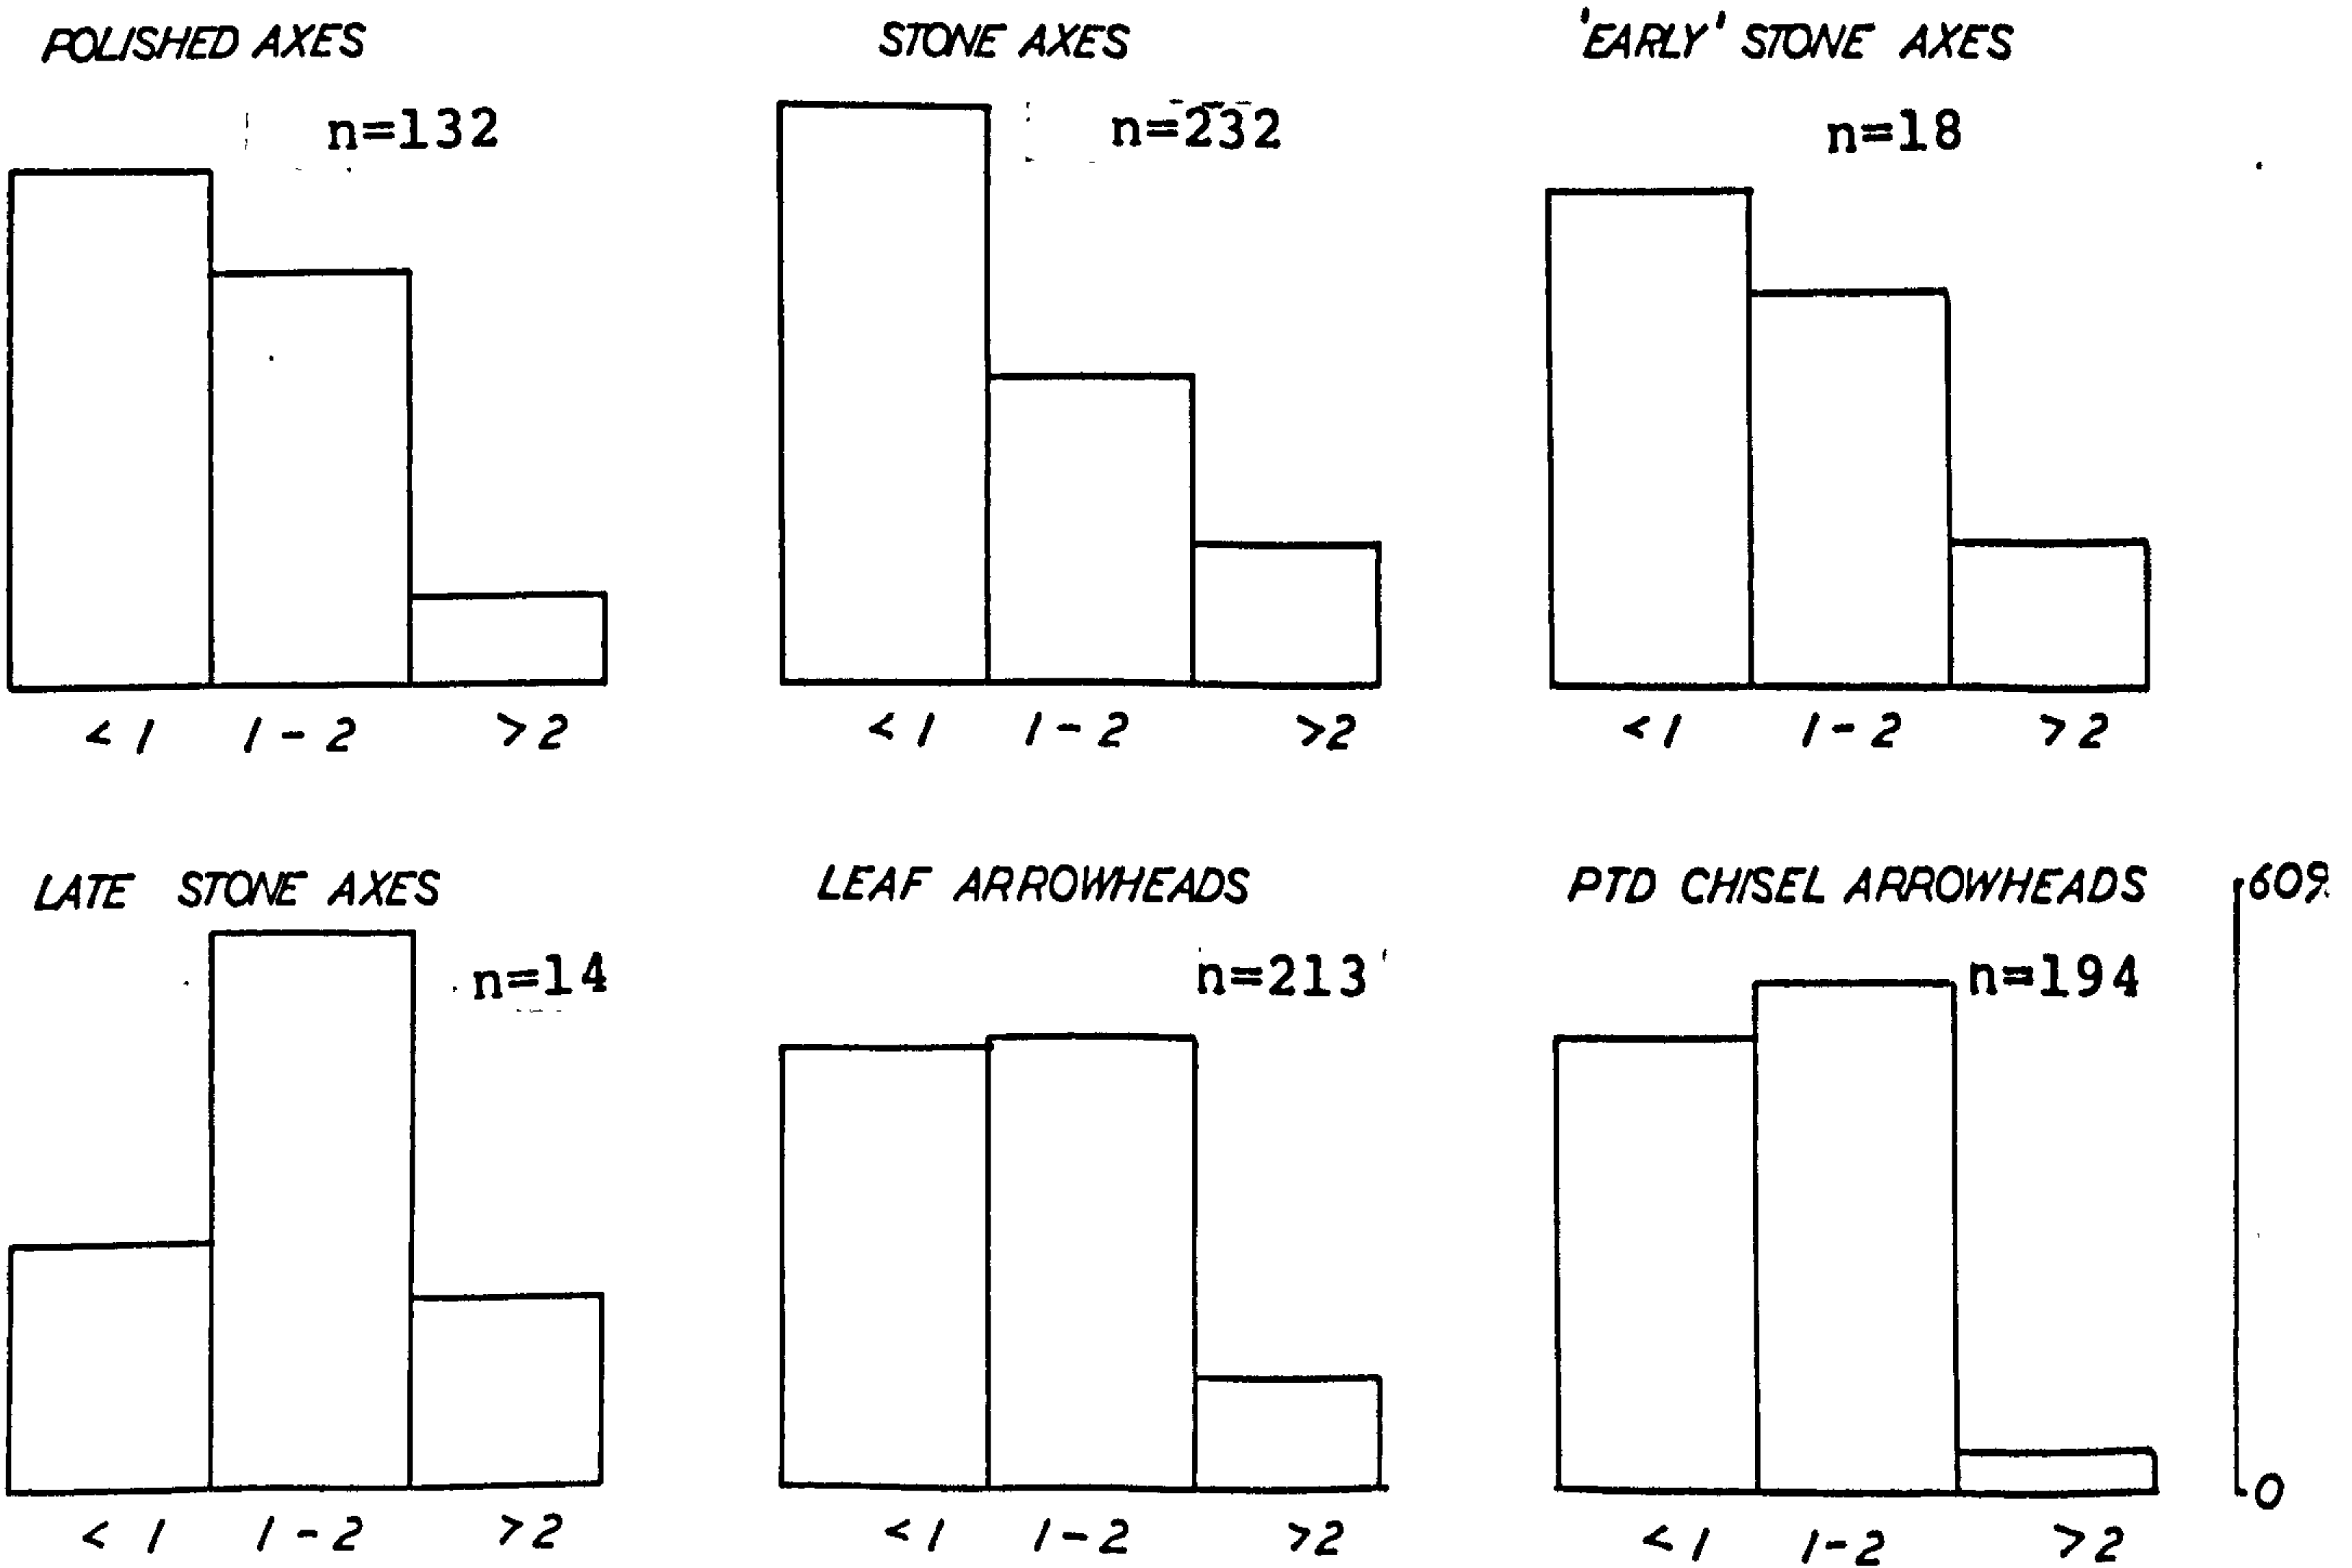 POLISHED AXES
n=132
< 1 1 - 2 > 2
STONE AXES
n=232
< 1 1 - 2 >2
'EARLY' STONE AXES
n=18
< 1 1 - 2 > 2
LATE STONE AXES
n=14
< 1 1 - 2 > 2
LEAF ARROWHEADS
n=213
< 1 1 - 2 >2
PTD CHISEL ARROWHEADS
n=194
< 1 1 - 2 > 2
60%
0